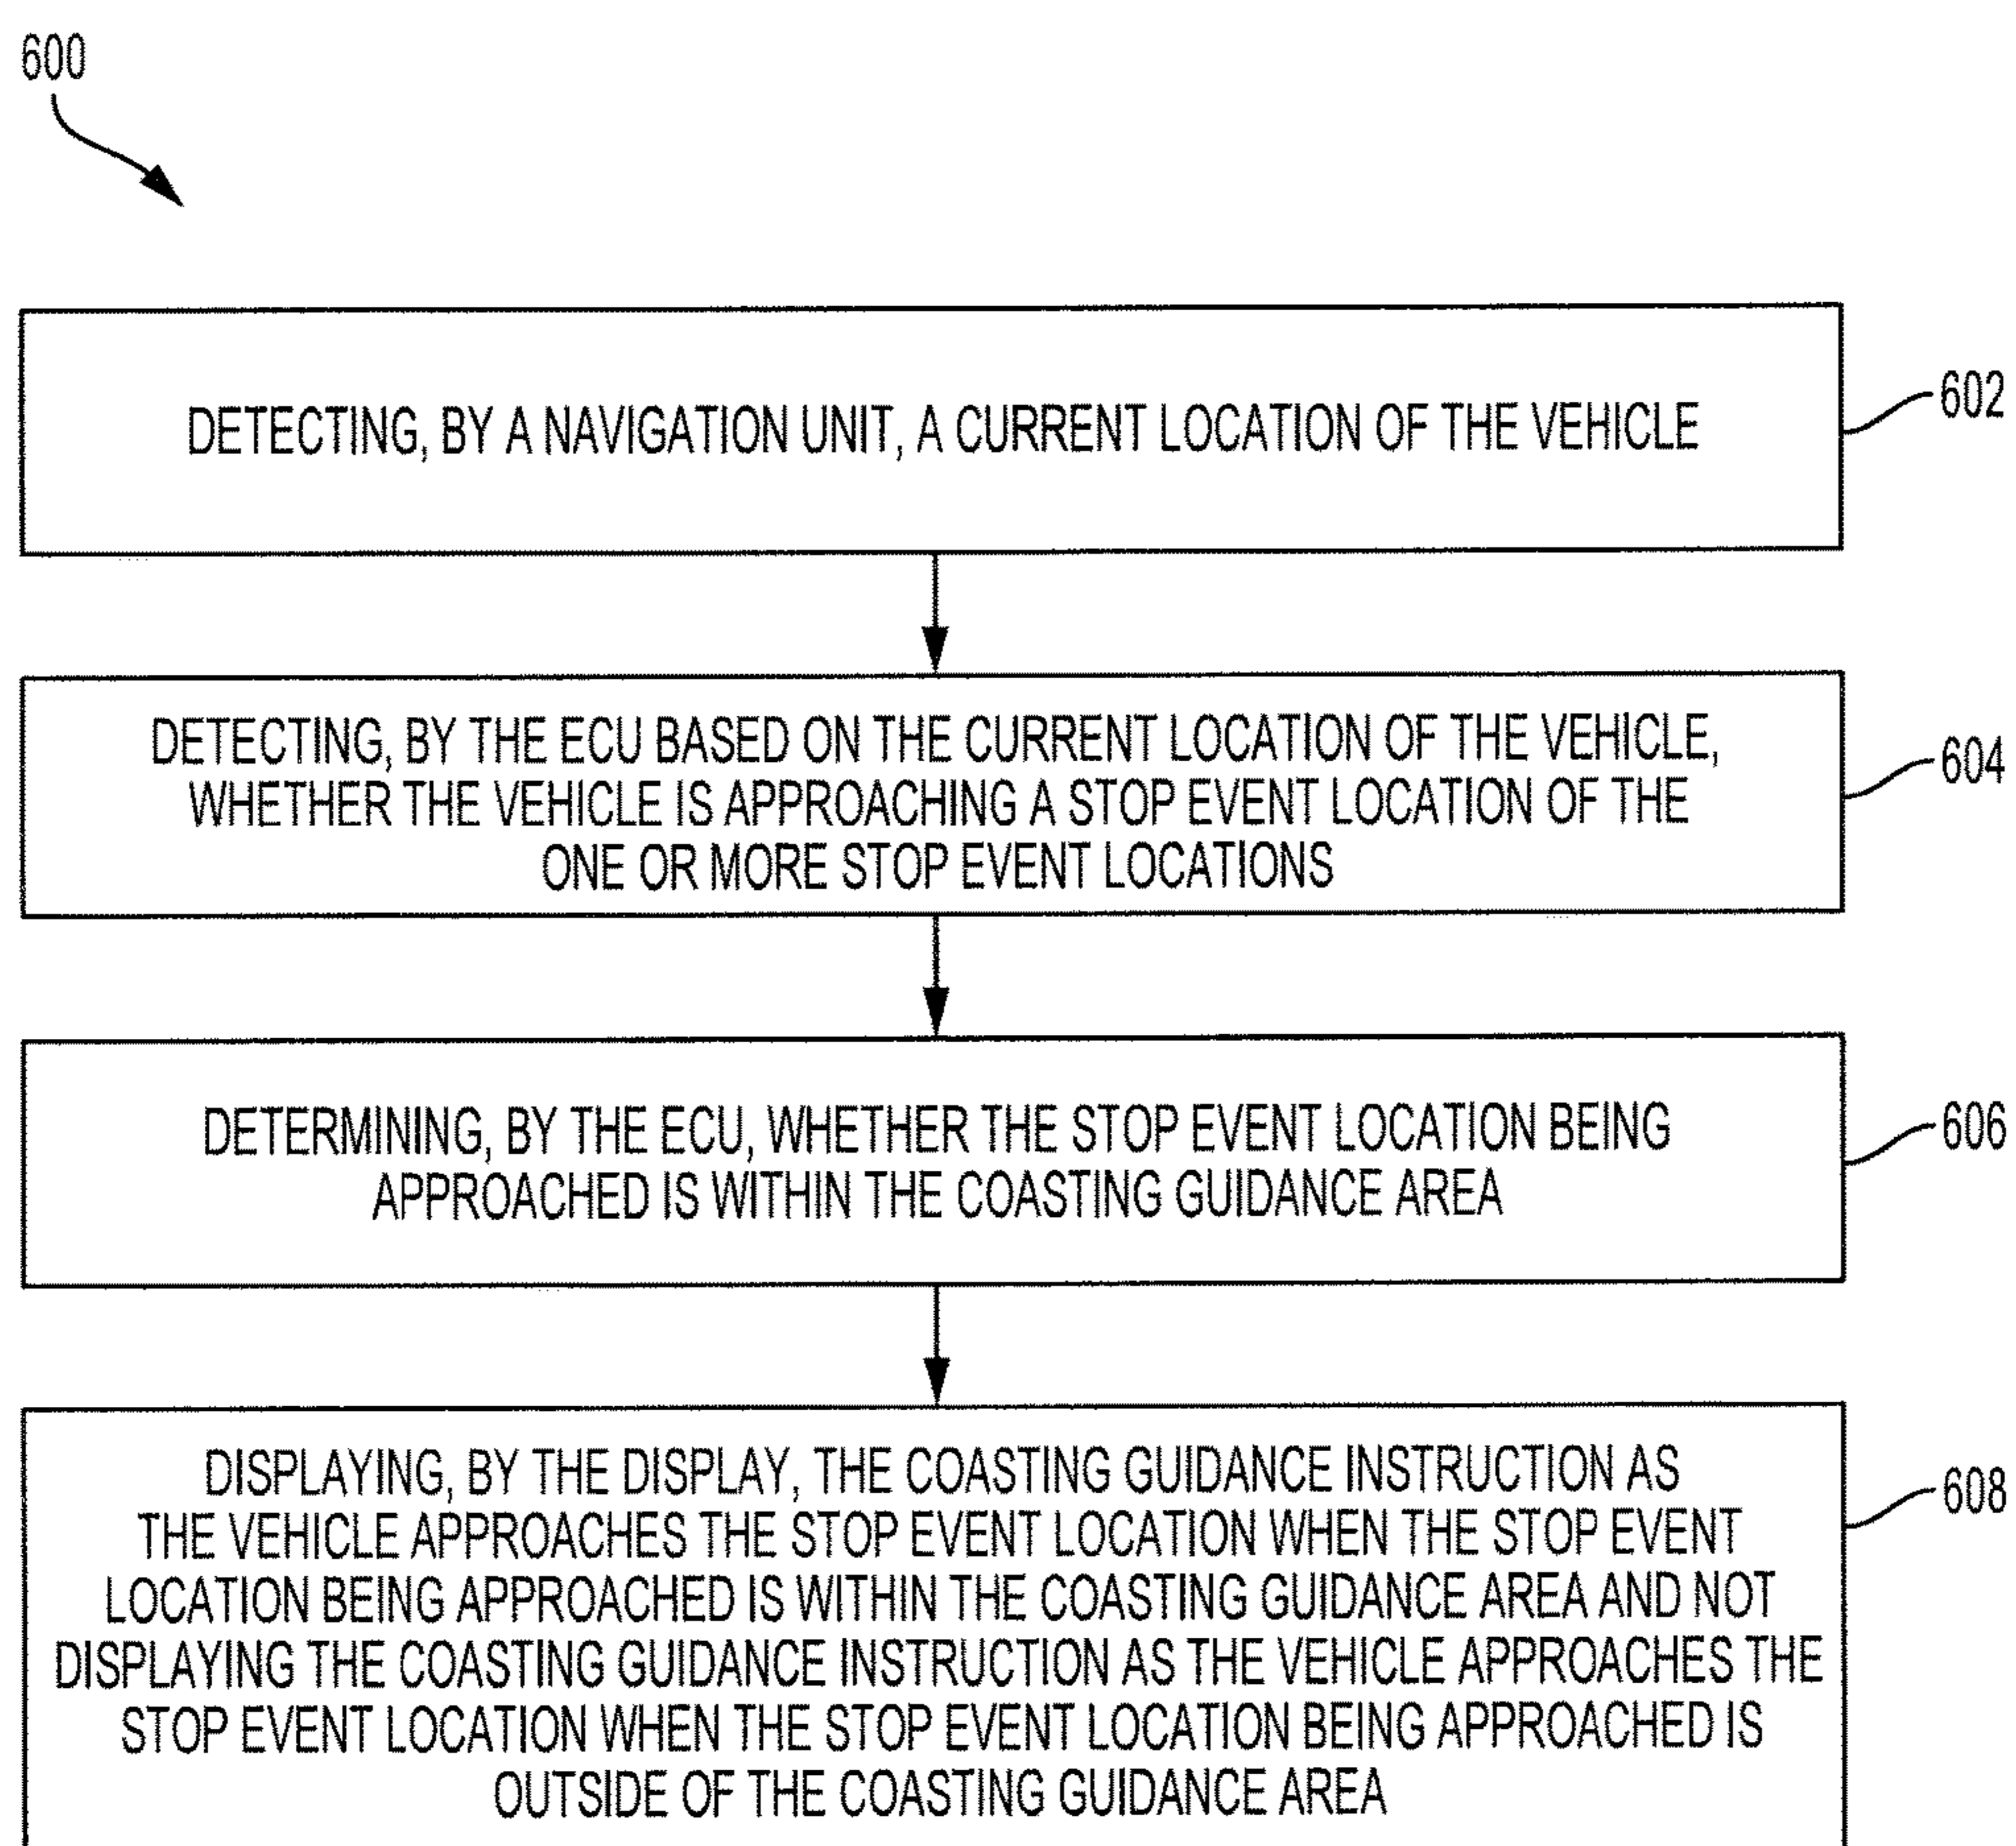 600
DETECTING, BY A NAVIGATION UNIT, A CURRENT LOCATION OF THE VEHICLE
602
DETECTING, BY THE ECU BASED ON THE CURRENT LOCATION OF THE VEHICLE,
WHETHER THE VEHICLE IS APPROACHING A STOP EVENT LOCATION OF THE
ONE OR MORE STOP EVENT LOCATIONS
604
DETERMINING, BY THE ECU, WHETHER THE STOP EVENT LOCATION BEING
APPROACHED IS WITHIN THE COASTING GUIDANCE AREA
606
DISPLAYING, BY THE DISPLAY, THE COASTING GUIDANCE INSTRUCTION AS
THE VEHICLE APPROACHES THE STOP EVENT LOCATION WHEN THE STOP EVENT
LOCATION BEING APPROACHED IS WITHIN THE COASTING GUIDANCE AREA AND NOT
DISPLAYING THE COASTING GUIDANCE INSTRUCTION AS THE VEHICLE APPROACHES THE
STOP EVENT LOCATION WHEN THE STOP EVENT LOCATION BEING APPROACHED IS
OUTSIDE OF THE COASTING GUIDANCE AREA
608